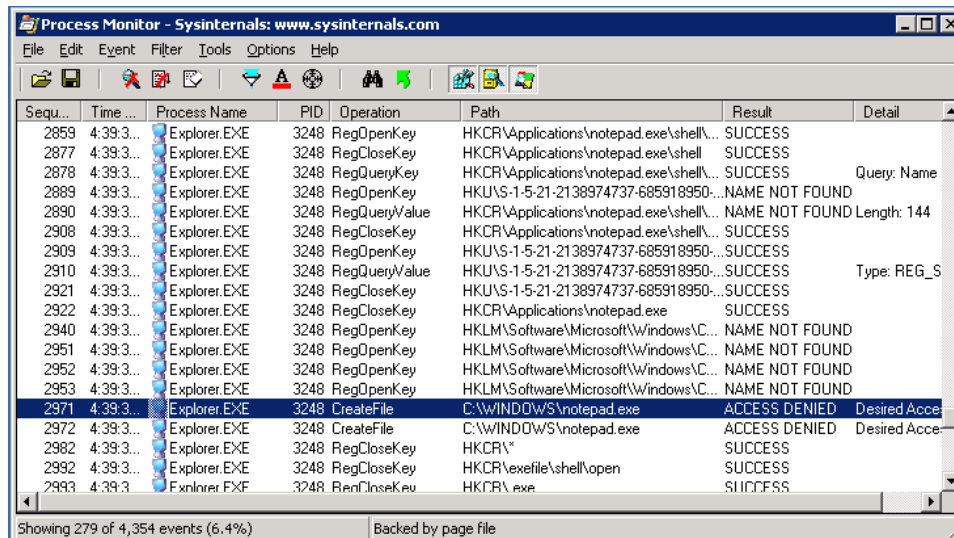 Process Monitor - Sysinternals: www.sysinternals.com
File Edit Event Filter Tools Options Help
Sequ... Time ... Process Name PID Operation Path Result Detail
2859 4:39:3... Explorer.EXE 3248 RegOpenKey HKCR\Applications\notepad.exe\shell\... SUCCESS
2877 4:39:3... Explorer.EXE 3248 RegCloseKey HKCR\Applications\notepad.exe\shell SUCCESS
2878 4:39:3... Explorer.EXE 3248 RegQueryKey HKCR\Applications\notepad.exe\shell\... SUCCESS Query: Name
2889 4:39:3... Explorer.EXE 3248 RegOpenKey HKU\S-1-5-21-2138974737-685918950-... NAME NOT FOUND
2890 4:39:3... Explorer.EXE 3248 RegQueryValue HKCR\Applications\notepad.exe\shell\... NAME NOT FOUND Length: 144
2908 4:39:3... Explorer.EXE 3248 RegCloseKey HKCR\Applications\notepad.exe\shell\... SUCCESS
2909 4:39:3... Explorer.EXE 3248 RegOpenKey HKU\S-1-5-21-2138974737-685918950-... SUCCESS
2910 4:39:3... Explorer.EXE 3248 RegQueryValue HKU\S-1-5-21-2138974737-685918950-... SUCCESS Type: REG_S
2921 4:39:3... Explorer.EXE 3248 RegCloseKey HKU\S-1-5-21-2138974737-685918950-... SUCCESS
2922 4:39:3... Explorer.EXE 3248 RegCloseKey HKCR\Applications\notepad.exe SUCCESS
2940 4:39:3... Explorer.EXE 3248 RegOpenKey HKLM\Software\Microsoft\Windows\C... NAME NOT FOUND
2951 4:39:3... Explorer.EXE 3248 RegOpenKey HKLM\Software\Microsoft\Windows\C... NAME NOT FOUND
2952 4:39:3... Explorer.EXE 3248 RegOpenKey HKLM\Software\Microsoft\Windows\C... NAME NOT FOUND
2953 4:39:3... Explorer.EXE 3248 RegOpenKey HKLM\Software\Microsoft\Windows\C... NAME NOT FOUND
2971 4:39:3... Explorer.EXE 3248 CreateFile C:\WINDOWS\notepad.exe ACCESS DENIED Desired Acce
2972 4:39:3... Explorer.EXE 3248 CreateFile C:\WINDOWS\notepad.exe ACCESS DENIED Desired Acce
2982 4:39:3... Explorer.EXE 3248 RegCloseKey HKCR\* SUCCESS
2992 4:39:3... Explorer.EXE 3248 RegCloseKey HKCR\exefile\shell\open SUCCESS
2993 4:39:3 Explorer.EXE 3248 RegCloseKey HKCR\.exe SUCCESS
Showing 279 of 4,354 events (6.4%) Backed by page file